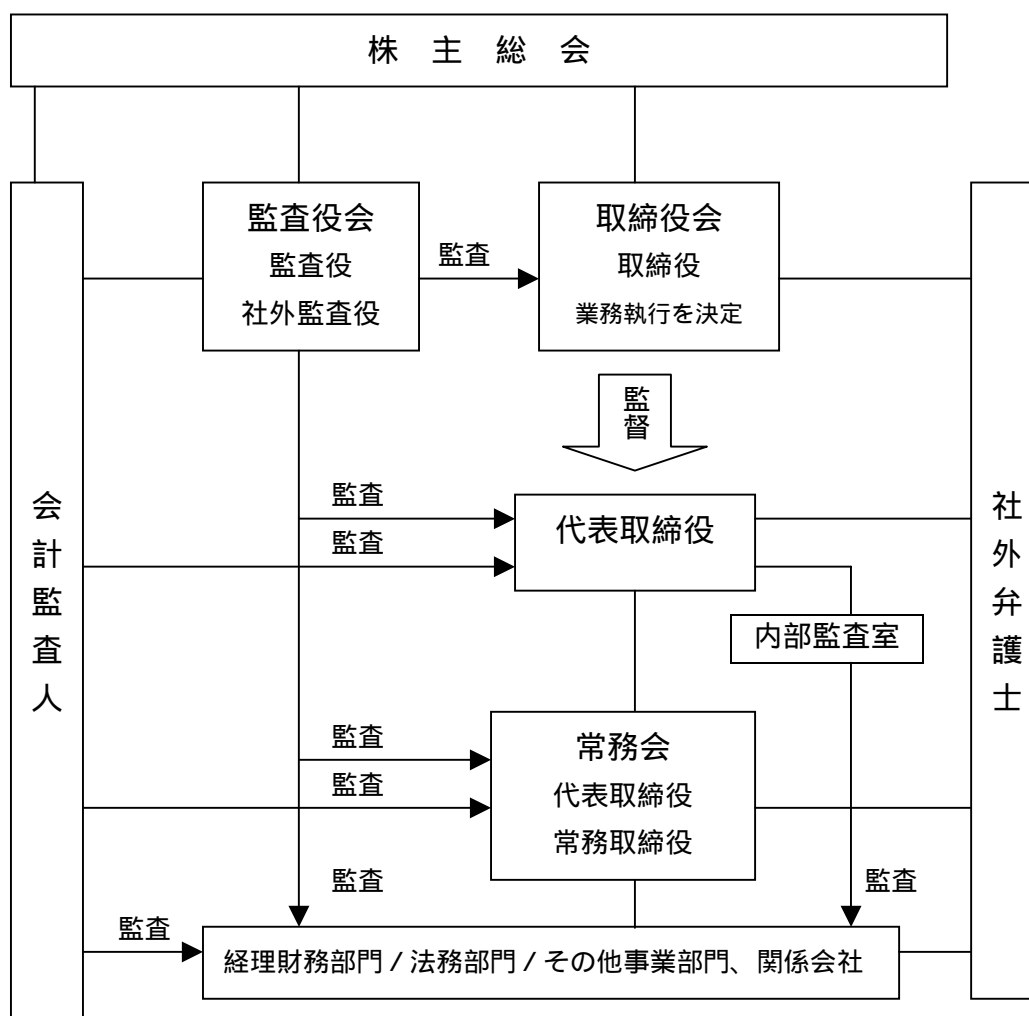 株主総会
監査役会
監査役
社外監査役
監査
取締役会
取締役
業務執行を決定
監督
会計監査人
社外弁護士
監査
監査
代表取締役
内部監査室
監査
監査
常務会
代表取締役
常務取締役
監査
監査
監査
経理財務部門 / 法務部門 / その他事業部門、関係会社